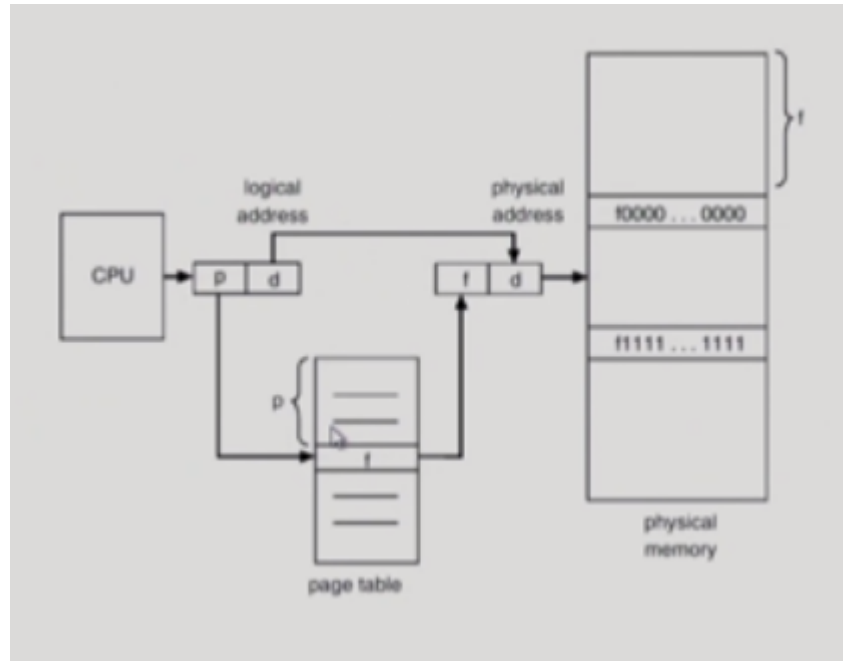 logical
address
physical
address
f
f0000 ... 0000
CPU
p
d
f
d
f1111 ... 1111
p
f
physical
memory
page table